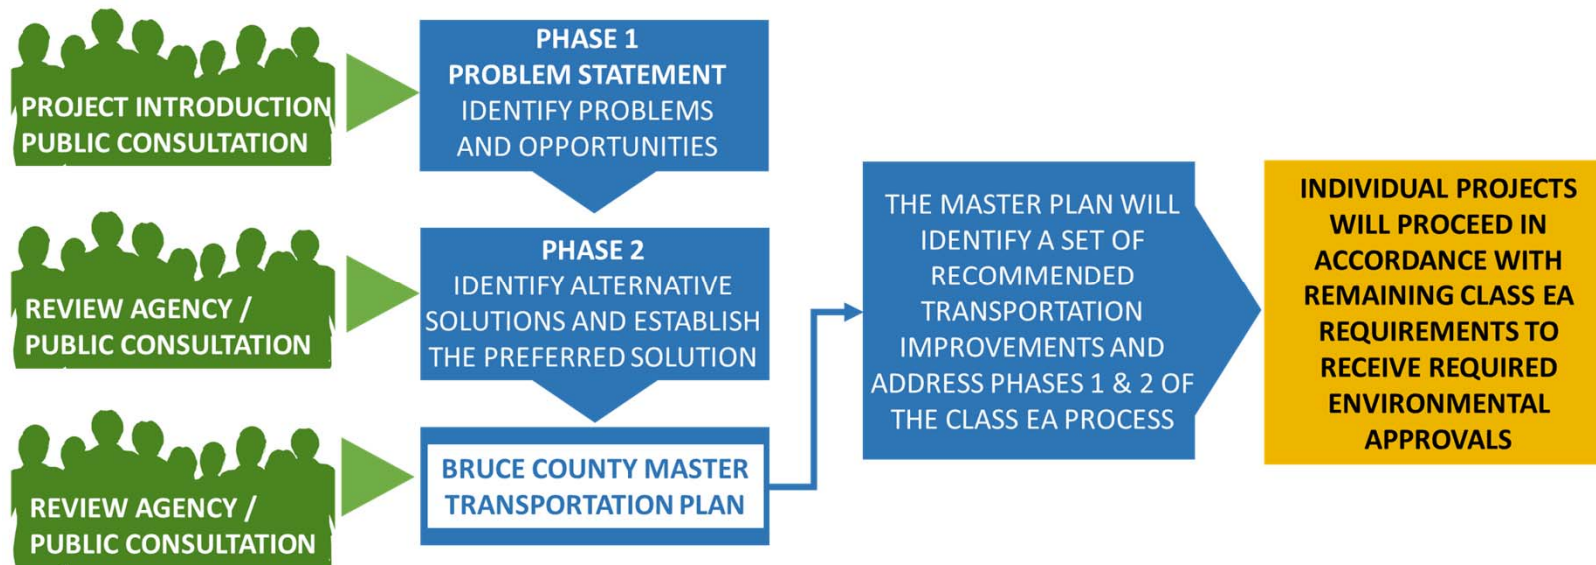 PROJECT INTRODUCTION
PUBLIC CONSULTATION
PHASE 1
PROBLEM STATEMENT
IDENTIFY PROBLEMS
AND OPPORTUNITIES
REVIEW AGENCY /
PUBLIC CONSULTATION
PHASE 2
IDENTIFY ALTERNATIVE
SOLUTIONS AND ESTABLISH
THE PREFERRED SOLUTION
REVIEW AGENCY /
PUBLIC CONSULTATION
BRUCE COUNTY MASTER
TRANSPORTATION PLAN
THE MASTER PLAN WILL
IDENTIFY A SET OF
RECOMMENDED
TRANSPORTATION
IMPROVEMENTS AND
ADDRESS PHASES 1 & 2 OF
THE CLASS EA PROCESS
INDIVIDUAL PROJECTS
WILL PROCEED IN
ACCORDANCE WITH
REMAINING CLASS EA
REQUIREMENTS TO
RECEIVE REQUIRED
ENVIRONMENTAL
APPROVALS